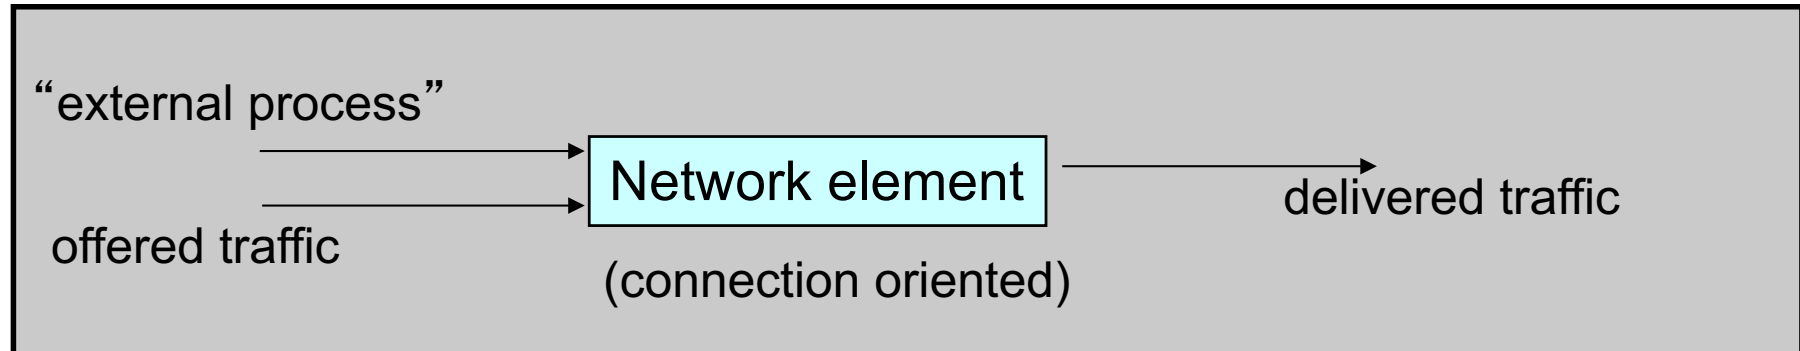 “external process”
Network element
delivered traffic
offered traffic
(connection oriented)